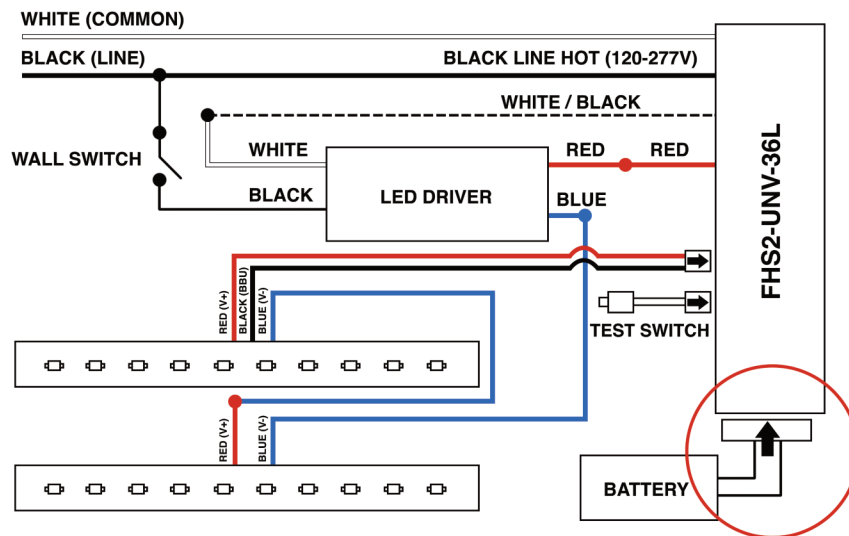 WHITE (COMMON)
BLACK (LINE)
BLACK LINE HOT (120-277V)
WHITE / BLACK
WALL SWITCH
WHITE
BLACK
LED DRIVER
RED
RED
BLUE
FHS2-UNV-36L
RED (V+)
BLACK (BBU)
BLUE (V-)
TEST SWITCH
RED (V+)
BLUE (V-)
BATTERY